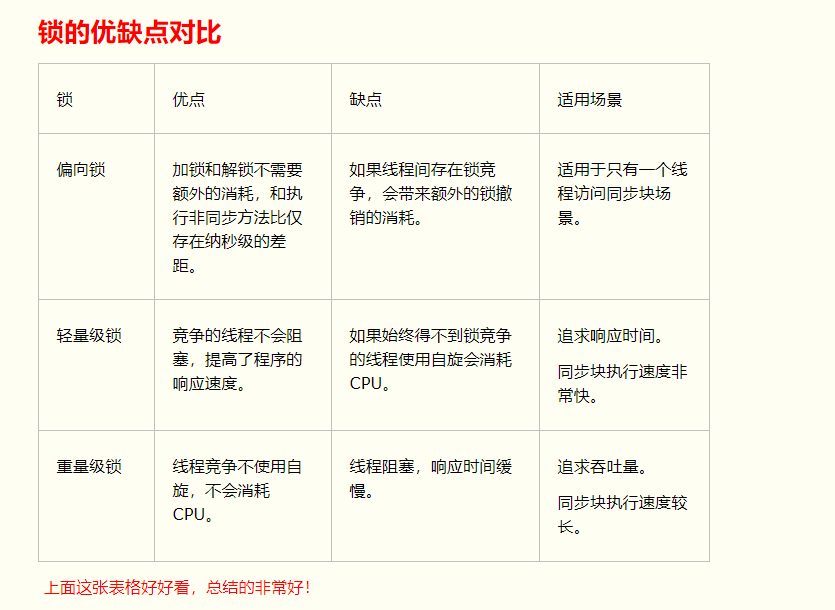 锁的优缺点对比
锁
优点
缺点
适用场景
偏向锁
加锁和解锁不需要
额外的消耗，和执
行非同步方法比仅
存在纳秒级的差
距。
如果线程间存在锁竞
争，会带来额外的锁撤
销的消耗。
适用于只有一个线
程访问同步块场
景。
轻量级锁
竞争的线程不会阻
塞，提高了程序的
响应速度。
如果始终得不到锁竞争
的线程使用自旋会消耗
CPU。
追求响应时间。
同步块执行速度非
常快。
重量级锁
线程竞争不使用自
旋，不会消耗
CPU。
线程阻塞，响应时间缓
慢。
追求吞吐量。
同步块执行速度较
长。
上面这张表格好好看，总结的非常好！